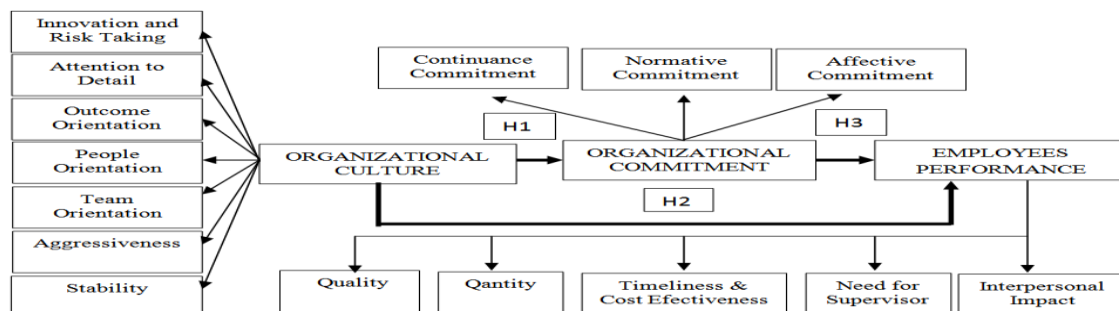 Innovation and
Risk Taking
Attention to
Detail
Outcome
Orientation
People
Orientation
Team
Orientation
Aggressiveness
Stability
Continuance
Commitment
Normative
Commitment
Affective
Commitment
H1
H3
ORGANIZATIONAL
CULTURE
ORGANIZATIONAL
COMMITMENT
EMPLOYEES
PERFORMANCE
H2
Quality
Qantity
Timeliness &
Cost Efectiveness
Need for
Supervisor
Interpersonal
Impact